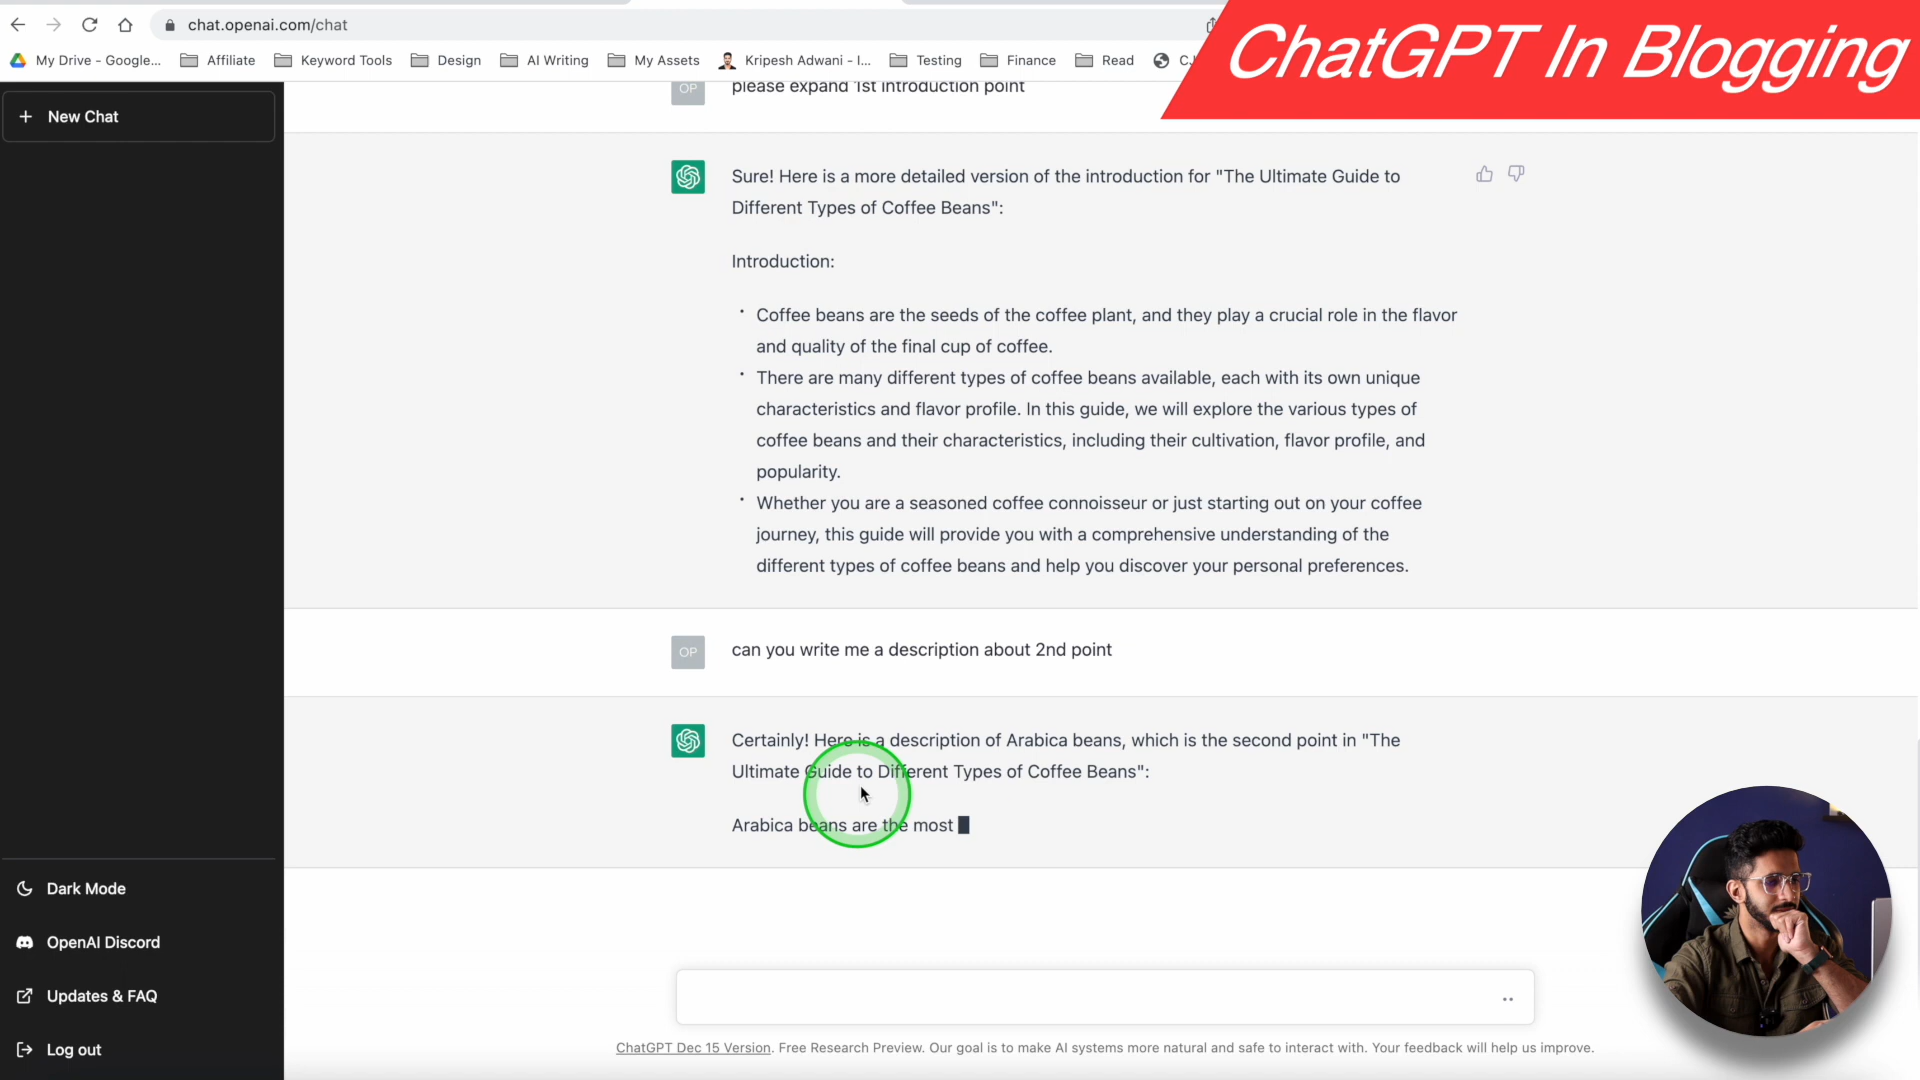 chat.openai.com/chat
ChatGPT In Blogging
My Drive - Google...
Affiliate
Keyword Tools
Design
AI Writing
My Assets
Kripesh Adwani - I...
Testing
Finance
Read
New Chat
OP
please expand 1st introduction point
Sure! Here is a more detailed version of the introduction for "The Ultimate Guide to
Different Types of Coffee Beans":
Introduction:
• Coffee beans are the seeds of the coffee plant, and they play a crucial role in the flavor
and quality of the final cup of coffee.
• There are many different types of coffee beans available, each with its own unique
characteristics and flavor profile. In this guide, we will explore the various types of
coffee beans and their characteristics, including their cultivation, flavor profile, and
popularity.
• Whether you are a seasoned coffee connoisseur or just starting out on your coffee
journey, this guide will provide you with a comprehensive understanding of the
different types of coffee beans and help you discover your personal preferences.
OP
can you write me a description about 2nd point
Certainly! Here is a description of Arabica beans, which is the second point in "The
Ultimate Guide to Different Types of Coffee Beans":
Arabica beans are the most
Dark Mode
OpenAI Discord
Updates & FAQ
Log out
ChatGPT Dec 15 Version. Free Research Preview. Our goal is to make AI systems more natural and safe to interact with. Your feedback will help us improve.